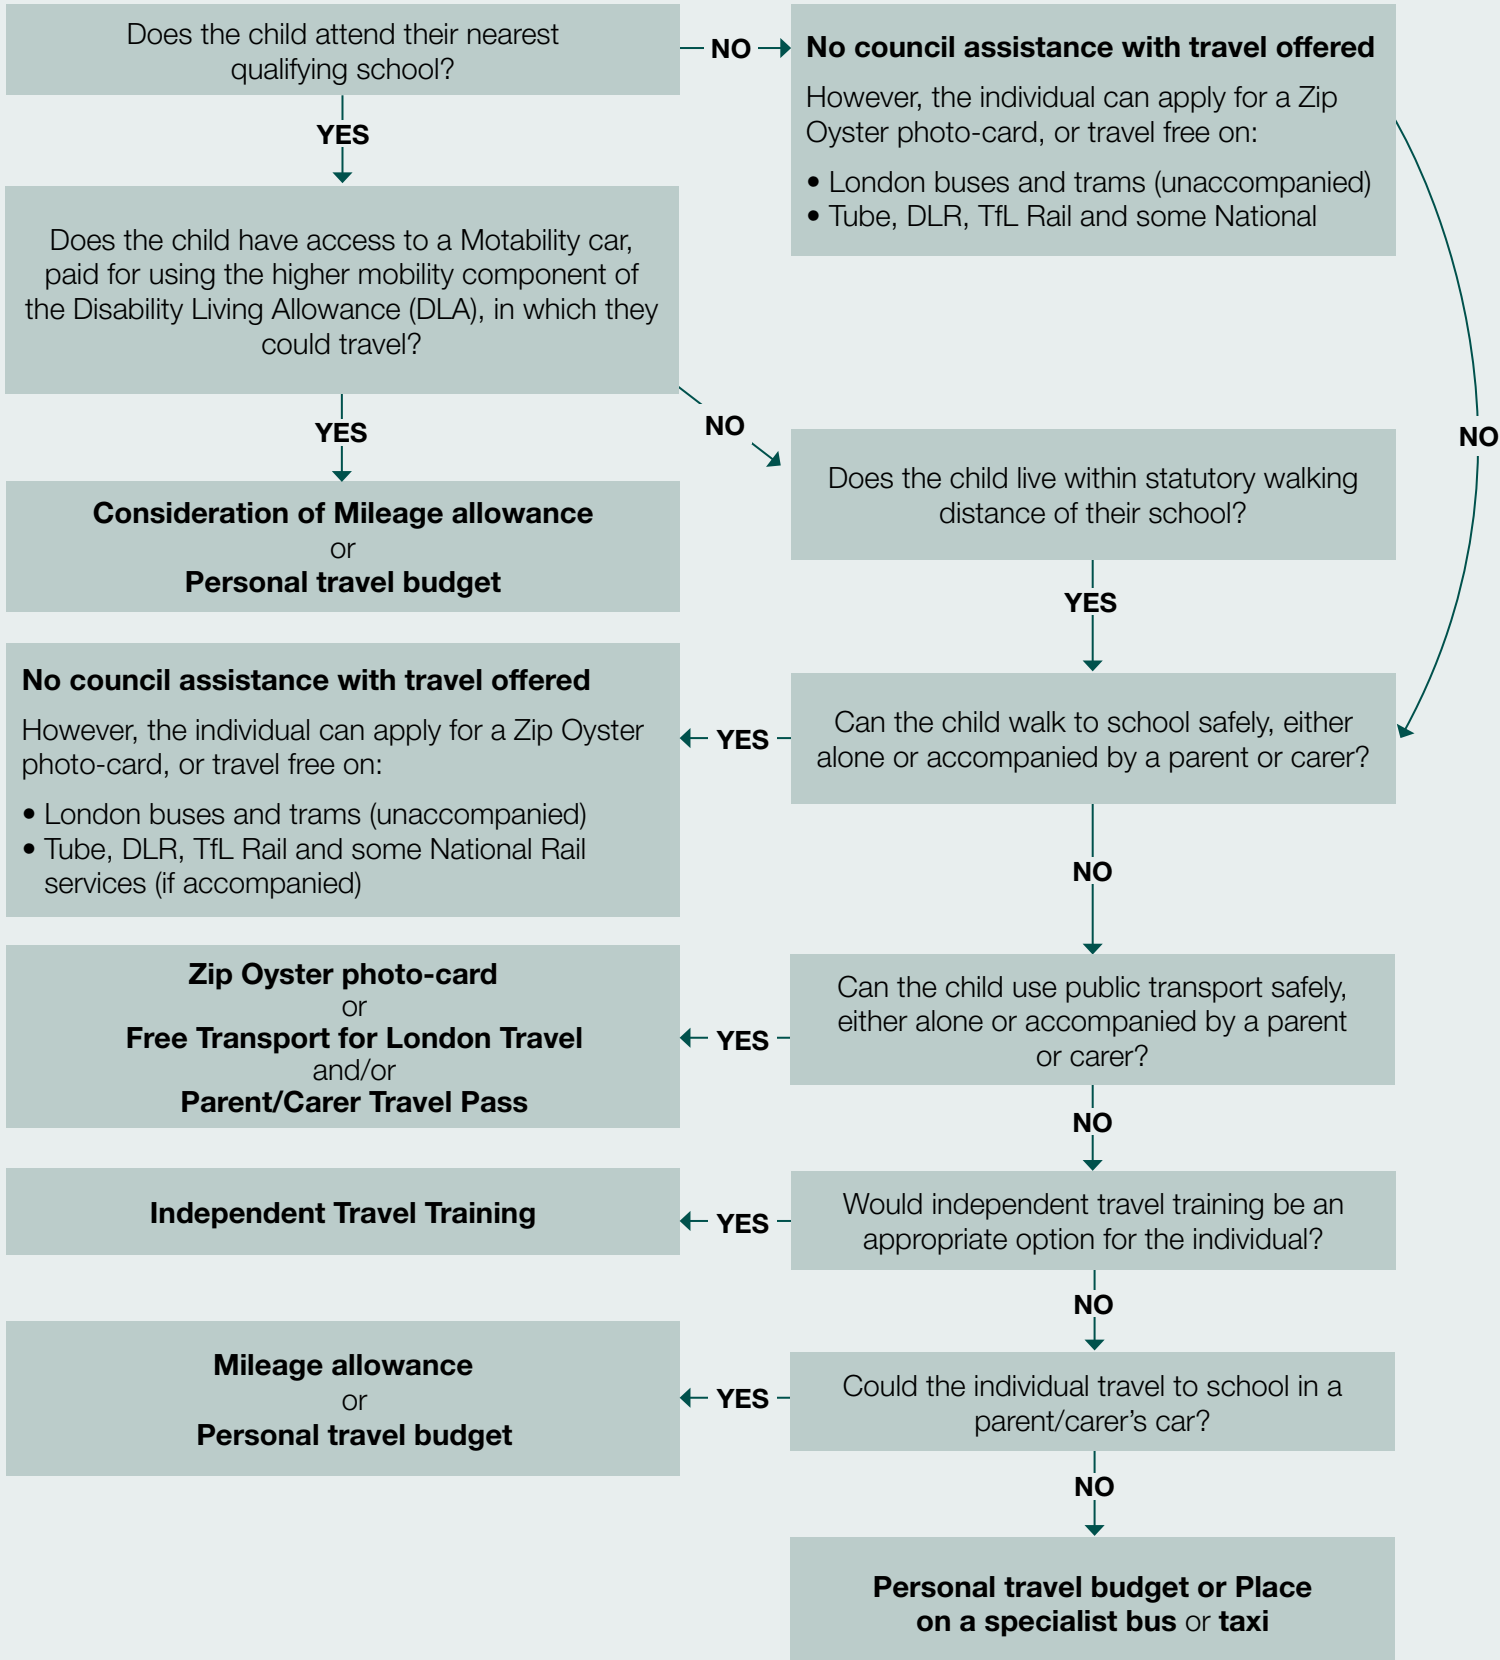 Does the child attend their nearest
qualifying school?
NO
No council assistance with travel offered
However, the individual can apply for a Zip
Oyster photo-card, or travel free on:
• London buses and trams (unaccompanied)
• Tube, DLR, TfL Rail and some National
YES
Does the child have access to a Motability car,
paid for using the higher mobility component of
the Disability Living Allowance (DLA), in which they
could travel?
YES
NO
NO
Consideration of Mileage allowance
or
Personal travel budget
Does the child live within statutory walking
distance of their school?
YES
No council assistance with travel offered
However, the individual can apply for a Zip Oyster
photo-card, or travel free on:
• London buses and trams (unaccompanied)
• Tube, DLR, TfL Rail and some National Rail
services (if accompanied)
YES
Can the child walk to school safely, either
alone or accompanied by a parent or carer?
NO
Zip Oyster photo-card
or
Free Transport for London Travel
and/or
Parent/Carer Travel Pass
YES
Can the child use public transport safely,
either alone or accompanied by a parent
or carer?
NO
Independent Travel Training
YES
Would independent travel training be an
appropriate option for the individual?
NO
Mileage allowance
or
Personal travel budget
YES
Could the individual travel to school in a
parent/carer’s car?
NO
Personal travel budget or Place
on a specialist bus or taxi